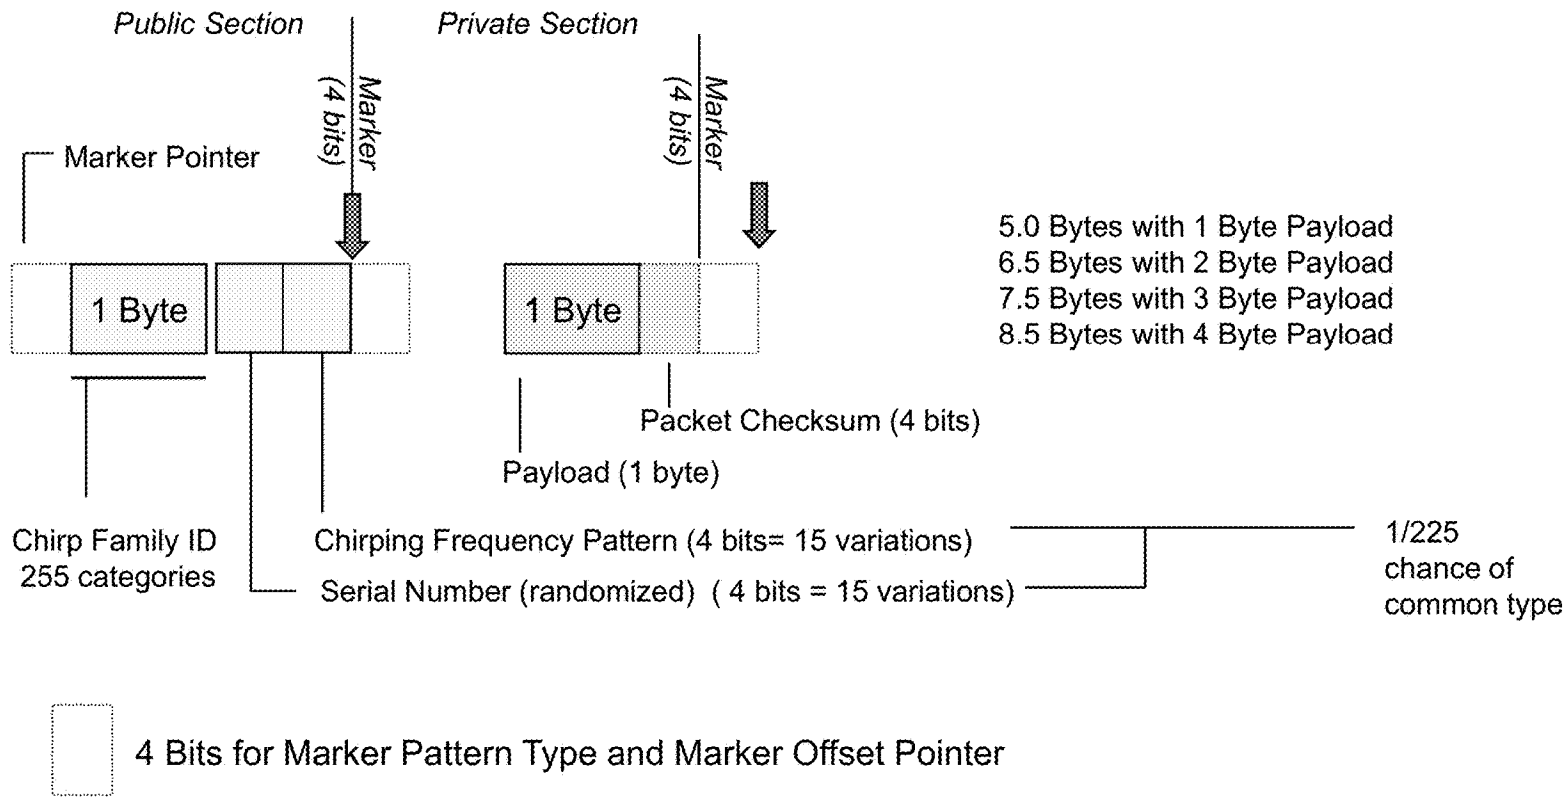 Public Section
Private Section
Marker
(4 bits)
Marker
(4 bits)
Marker Pointer
1 Byte
1 Byte
5.0 Bytes with 1 Byte Payload
6.5 Bytes with 2 Byte Payload
7.5 Bytes with 3 Byte Payload
8.5 Bytes with 4 Byte Payload
Packet Checksum (4 bits)
Payload (1 byte)
Chirp Family ID
255 categories
Chirping Frequency Pattern (4 bits= 15 variations)
Serial Number (randomized) ( 4 bits = 15 variations)
1/225
chance of
common type
4 Bits for Marker Pattern Type and Marker Offset Pointer